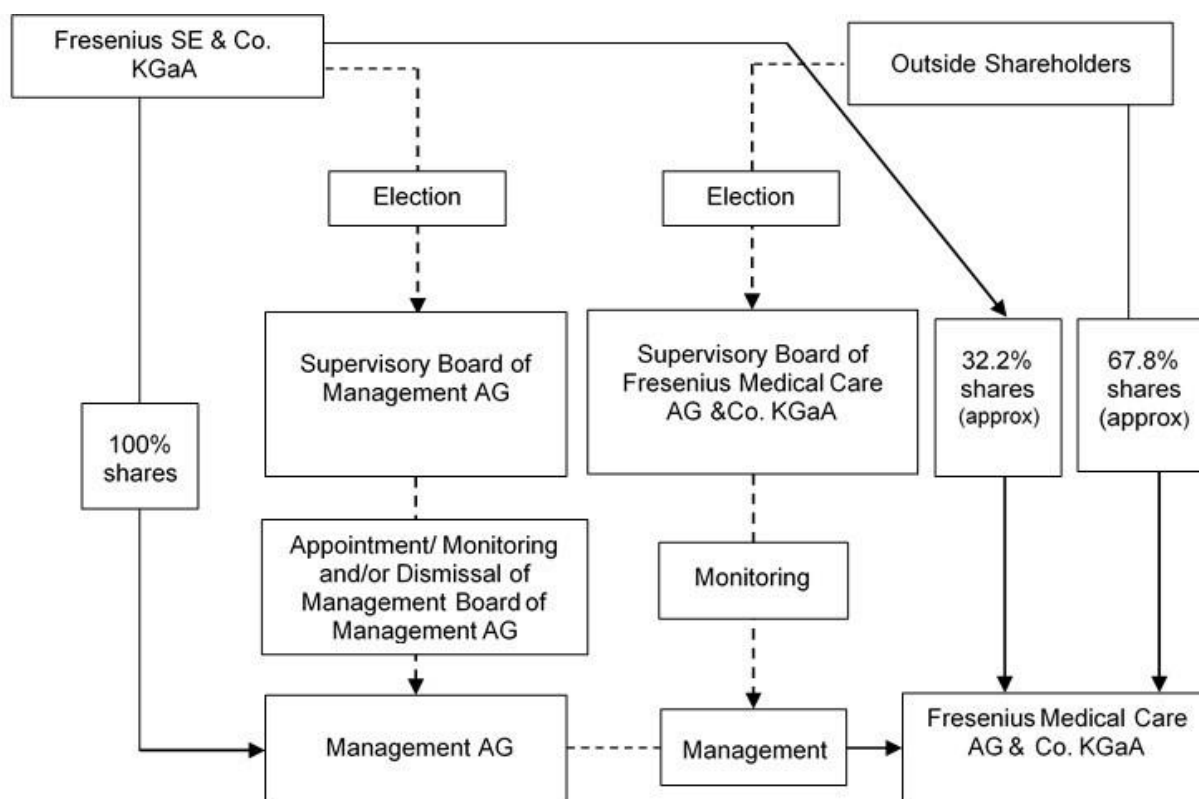 Fresenius SE & Co.
KGaA
Outside Shareholders
Election
Election
Supervisory Board of
Management AG
Supervisory Board of
Fresenius Medical Care
AG &Co. KGaA
32.2%
shares
(approx)
67.8%
shares
(approx)
100%
shares
Appointment/ Monitoring
and/or Dismissal of
Management Board of
Management AG
Monitoring
Management AG
Management
Fresenius Medical Care
AG & Co. KGaA